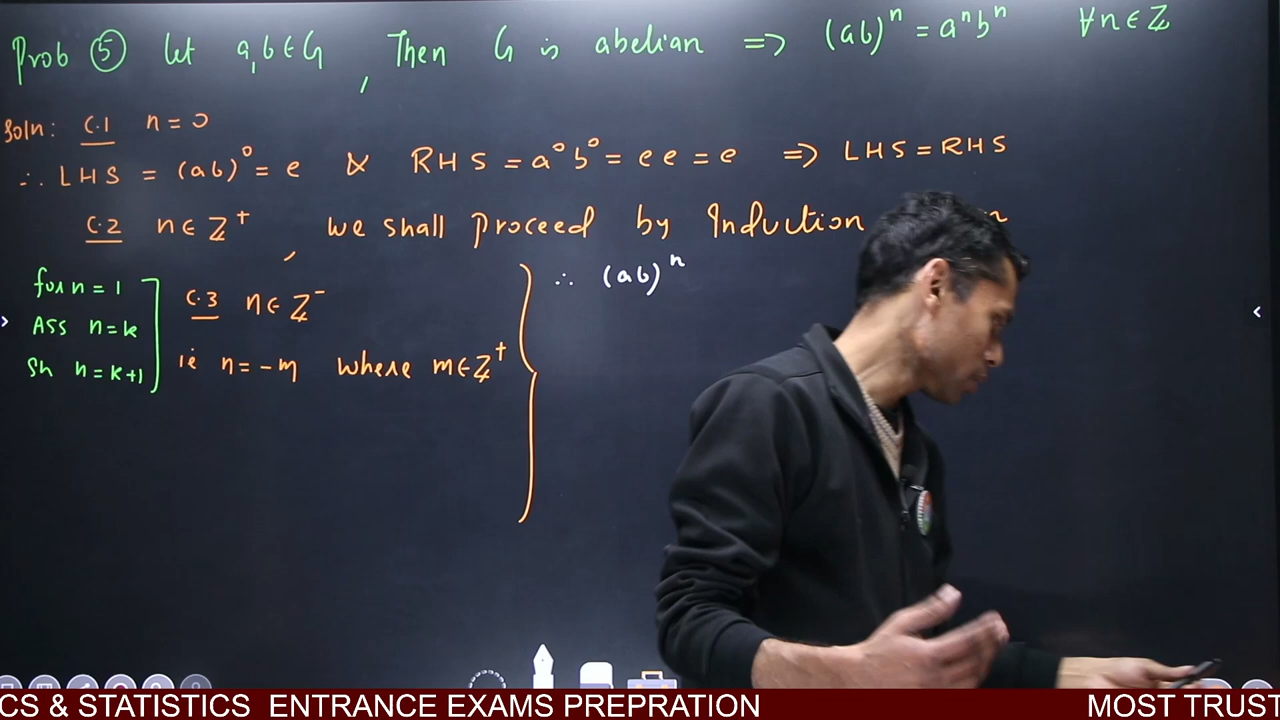 Prob ⑤ let a,b∈G, Then G is abelian => (ab)ⁿ = aⁿbⁿ ∀n∈Z
Soln: C.1 n=0
∴ LHS = (ab)⁰ = e & RHS = a⁰b⁰ = ee = e => LHS = RHS
C.2 n∈Z⁺, we shall proceed by Induction
for n=1
Ass n=k
Sh n=k+1
C.3 n∈Z⁻
ie n=-m where m∈Z⁺
∴ (ab)ⁿ
CS & STATISTICS ENTRANCE EXAMS PREPRATION MOST TRUST